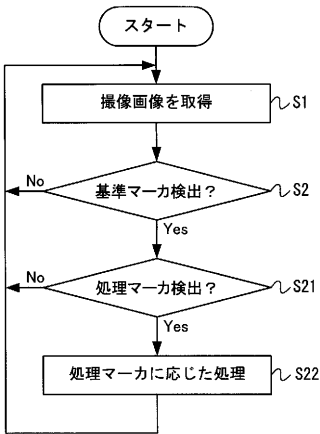 スタート
撮像画像を取得 S1
基準マーカ検出? S2
No
Yes
処理マーカ検出? S21
No
Yes
処理マーカに応じた処理 S22